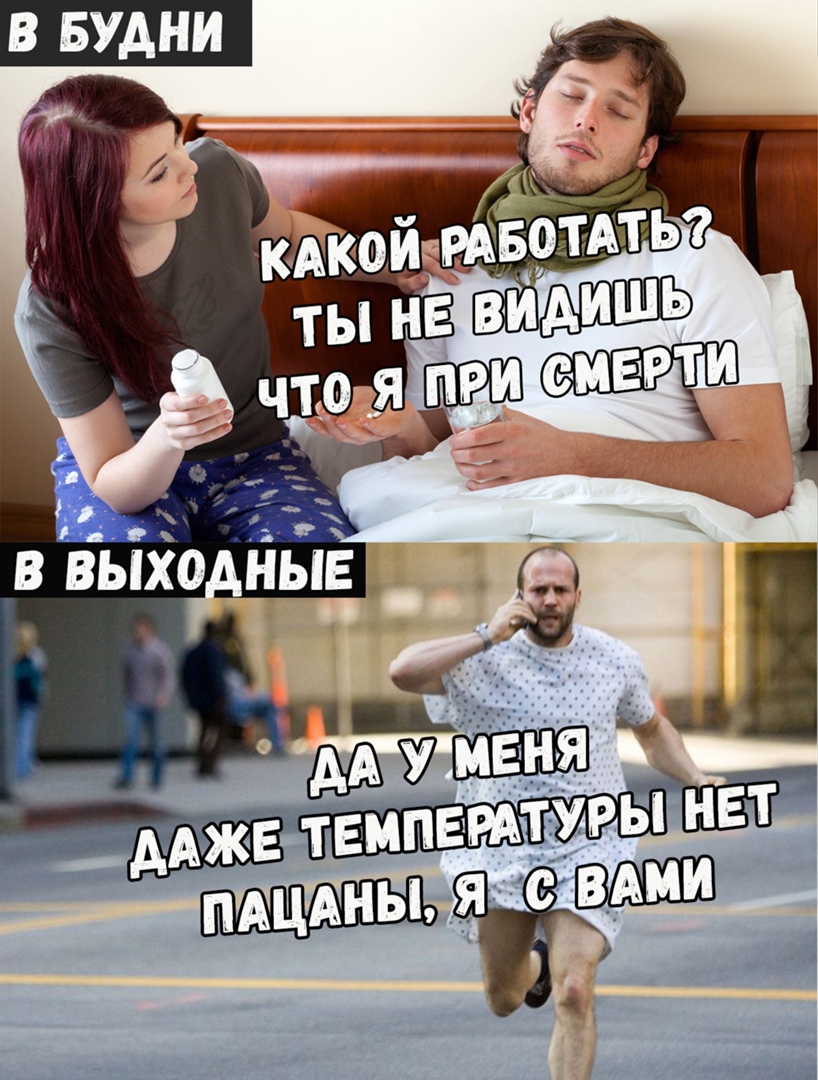 В БУДНИ
КАКОЙ РАБОТАТЬ?
ТЫ НЕ ВИДИШЬ
ЧТО Я ПРИ СМЕРТИ
В ВЫХОДНЫЕ
ДА У МЕНЯ
ДАЖЕ ТЕМПЕРАТУРЫ НЕТ
ПАЦАНЫ, Я С ВАМИ